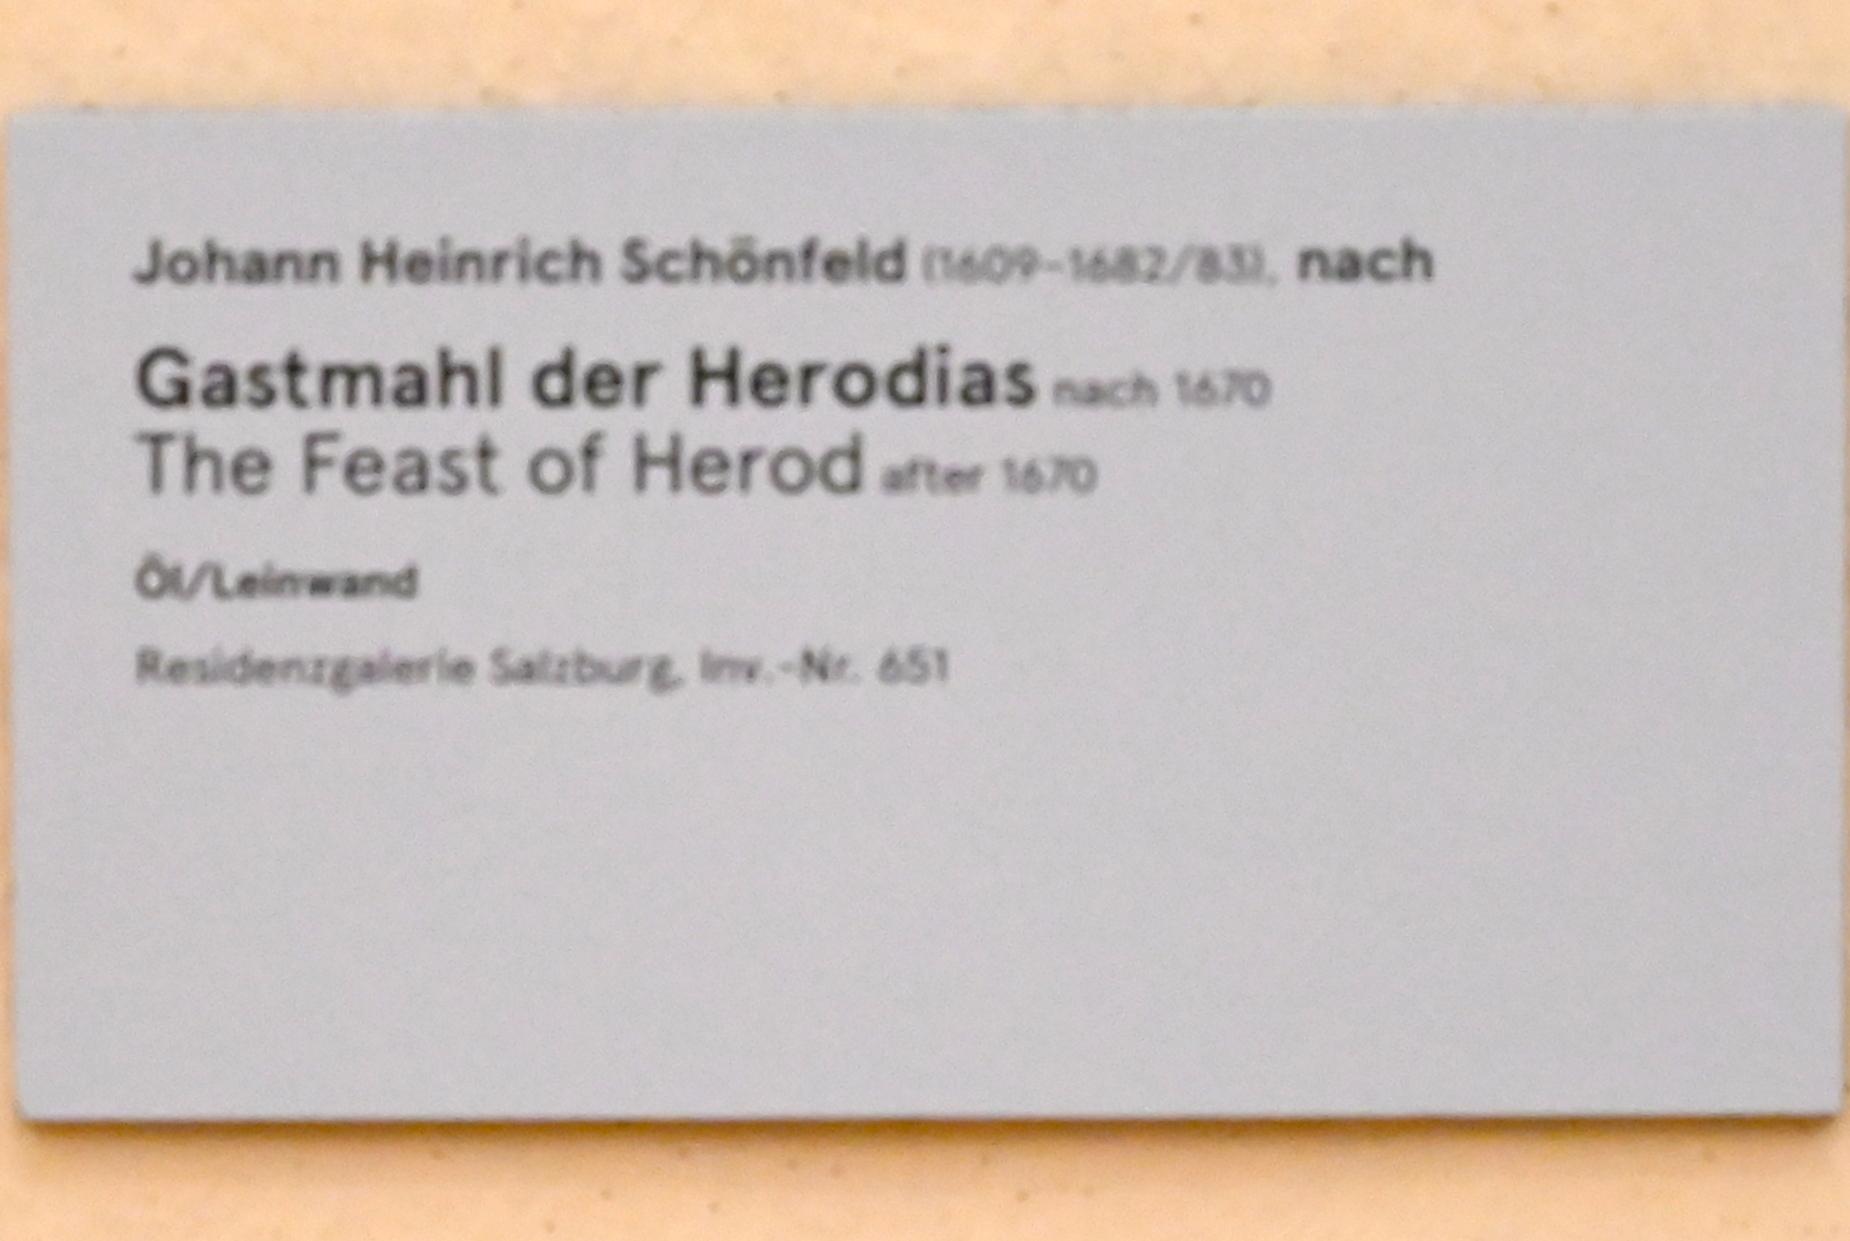 Johann Heinrich Schönfeld (1609–1682/83), nach
Gastmahl der Herodias nach 1670
The Feast of Herod after 1670
Öl/Leinwand
Residenzgalerie Salzburg, Inv.-Nr. 651